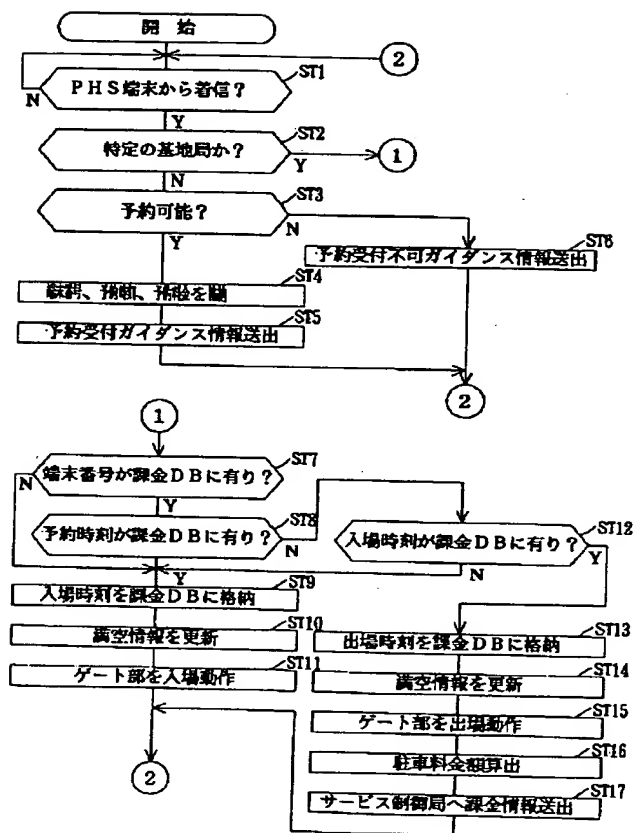 開始
②
PHS端末から着信？
ST1
N
Y
特定の基地局か？
ST2
Y
①
N
予約可能？
ST3
N
Y
予約受付不可ガイダンス情報送出
ST6
ST4
予約受付ガイダンス情報送出
ST5
②
①
端末番号が課金DBに有り？
ST7
N
Y
予約時刻が課金DBに有り？
ST8
N
入場時刻が課金DBに有り？
ST12
Y
Y
N
入場時刻を課金DBに格納
ST9
満空情報を更新
ST10
出場時刻を課金DBに格納
ST13
ゲート部を入場動作
ST11
満空情報を更新
ST14
ゲート部を出場動作
ST15
②
駐車料金額算出
ST16
サービス制御局へ課金情報送出
ST17